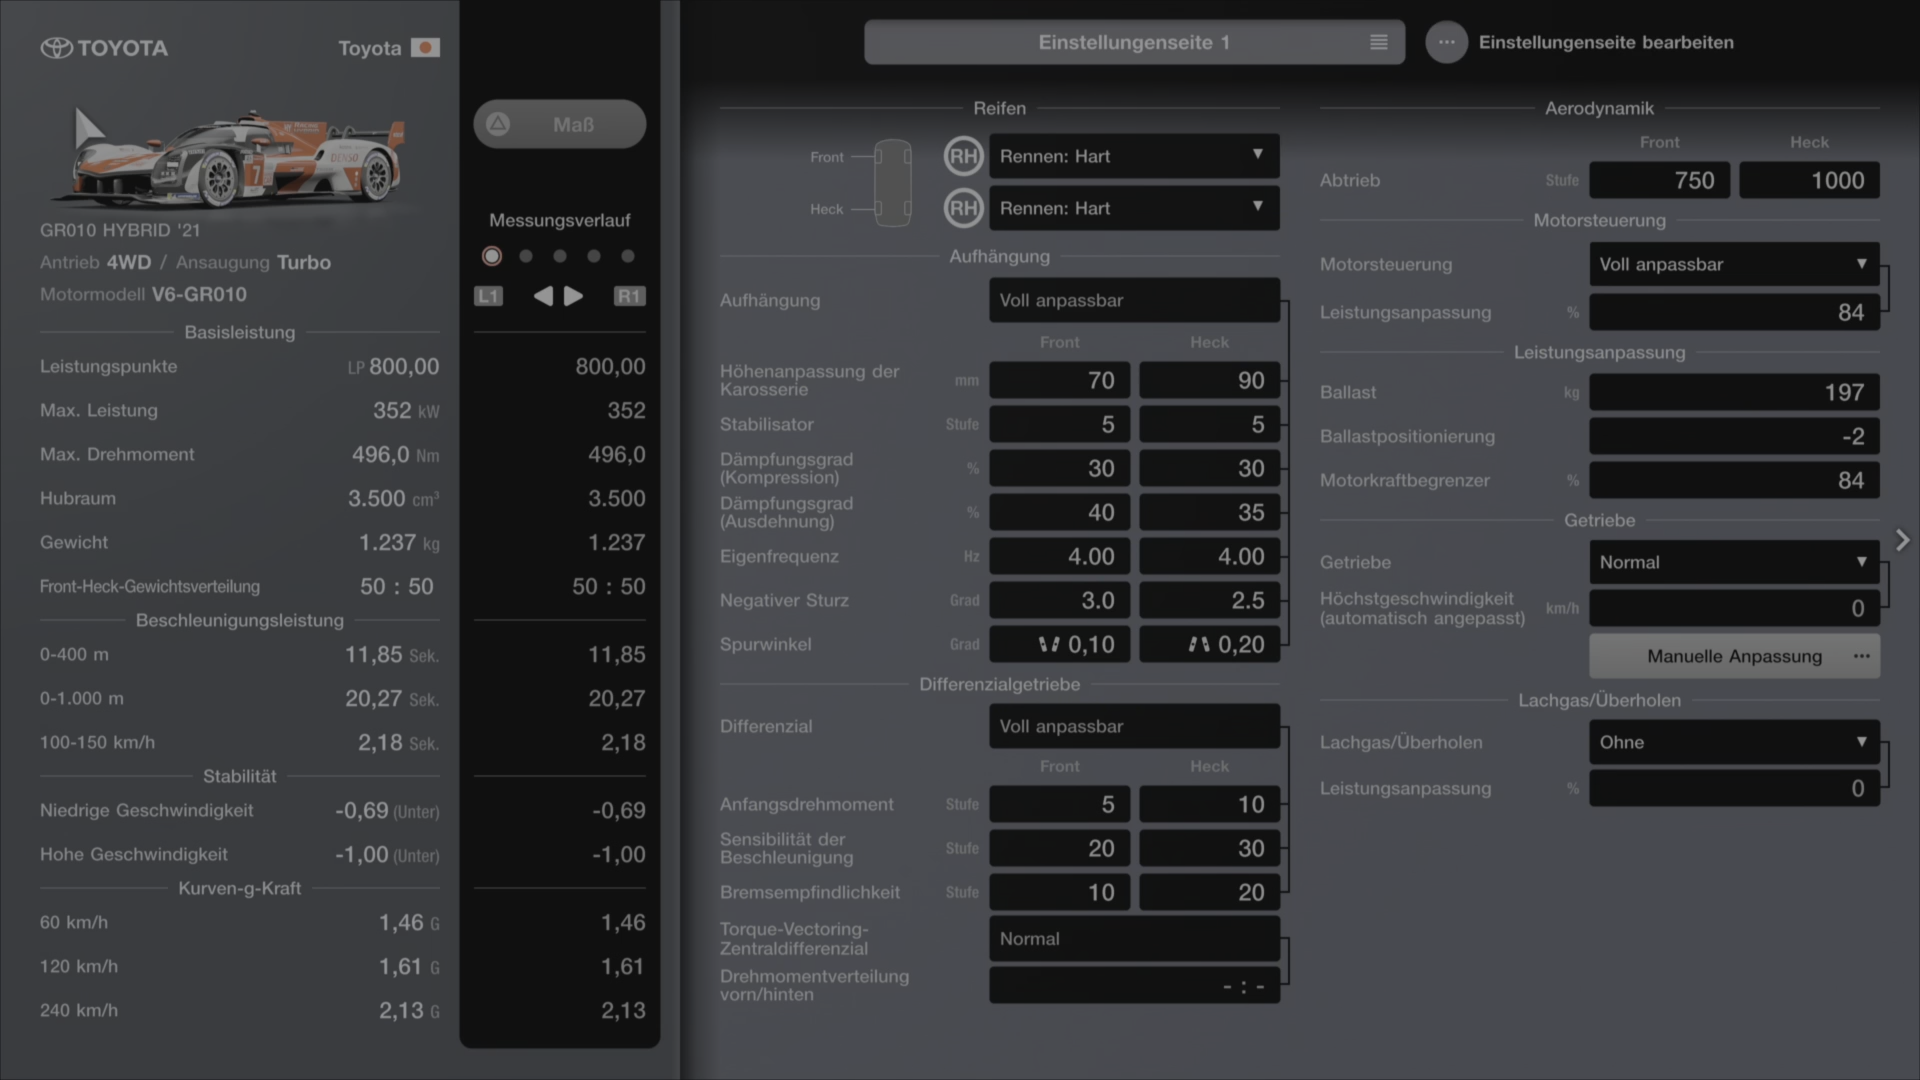 TOYOTA
Toyota
GR010 HYBRID '21
Antrieb 4WD / Ansaugung Turbo
Motormodell V6-GR010
Basisleistung
Leistungspunkte LP 800,00
Max. Leistung 352 kW
Max. Drehmoment 496,0 Nm
Hubraum 3.500 cm³
Gewicht 1.237 kg
Front-Heck-Gewichtsverteilung 50 : 50
Beschleunigungsleistung
0-400 m 11,85 Sek.
0-1.000 m 20,27 Sek.
100-150 km/h 2,18 Sek.
Stabilität
Niedrige Geschwindigkeit -0,69 (Unter)
Hohe Geschwindigkeit -1,00 (Unter)
Kurven-g-Kraft
60 km/h 1,46 G
120 km/h 1,61 G
240 km/h 2,13 G
Maß
Messungsverlauf
L1 R1
800,00
352
496,0
3.500
1.237
50 : 50
11,85
20,27
2,18
-0,69
-1,00
1,46
1,61
2,13
Einstellungenseite 1
Einstellungenseite bearbeiten
Reifen
Front RH Rennen: Hart
Heck RH Rennen: Hart
Aufhängung
Aufhängung Voll anpassbar
Front Heck
Höhenanpassung der
Karosserie mm 70 90
Stabilisator Stufe 5 5
Dämpfungsgrad
(Kompression) % 30 30
Dämpfungsgrad
(Ausdehnung) % 40 35
Eigenfrequenz Hz 4.00 4.00
Negativer Sturz Grad 3.0 2.5
Spurwinkel Grad 0,10 0,20
Differenzialgetriebe
Differenzial Voll anpassbar
Front Heck
Anfangsdrehmoment Stufe 5 10
Sensibilität der
Beschleunigung Stufe 20 30
Bremsempfindlichkeit Stufe 10 20
Torque-Vectoring-
Zentraldifferenzial Normal
Drehmomentverteilung
vorn/hinten - : -
Aerodynamik
Front Heck
Abtrieb Stufe 750 1000
Motorsteuerung
Motorsteuerung Voll anpassbar
Leistungsanpassung % 84
Leistungsanpassung
Ballast kg 197
Ballastpositionierung -2
Motorkraftbegrenzer % 84
Getriebe
Getriebe Normal
Höchstgeschwindigkeit
(automatisch angepasst) km/h 0
Manuelle Anpassung ...
Lachgas/Überholen
Lachgas/Überholen Ohne
Leistungsanpassung % 0
7
DENSO